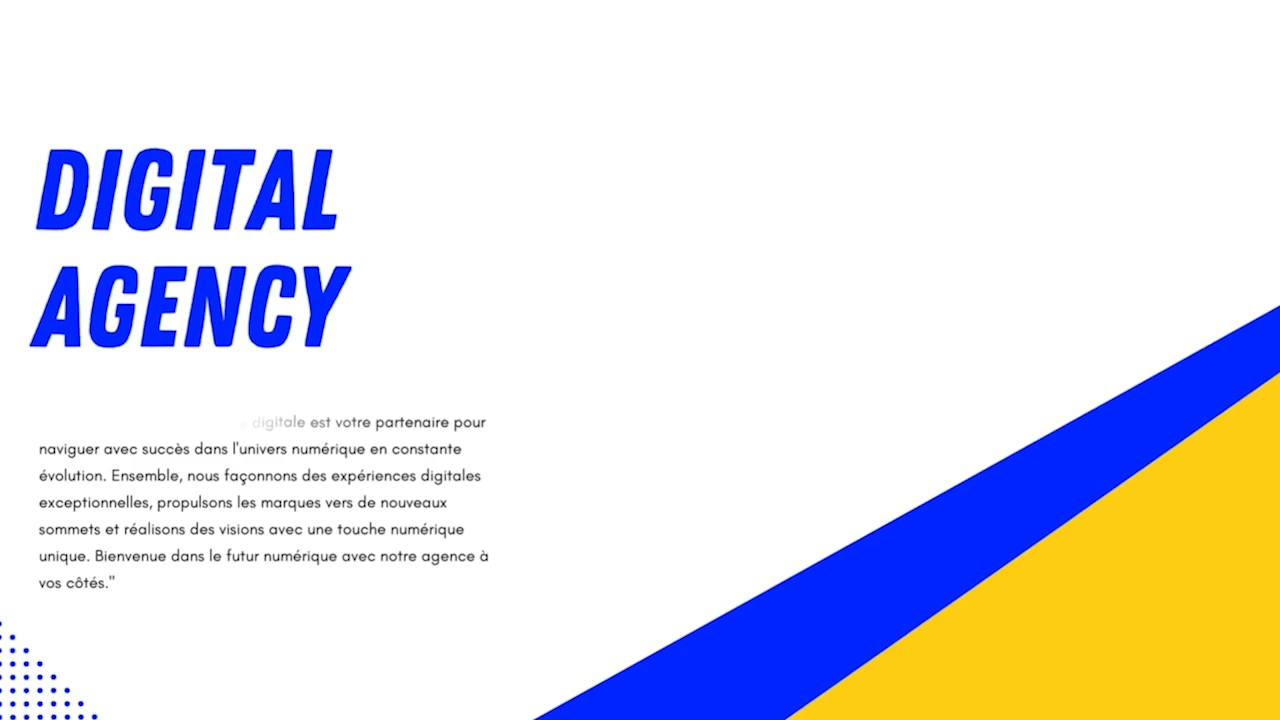 DIGITAL
AGENCY
digitale est votre partenaire pour
naviguer avec succès dans l'univers numérique en constante
évolution. Ensemble, nous façonnons des expériences digitales
exceptionnelles, propulsons les marques vers de nouveaux
sommets et réalisons des visions avec une touche numérique
unique. Bienvenue dans le futur numérique avec notre agence à
vos côtés."